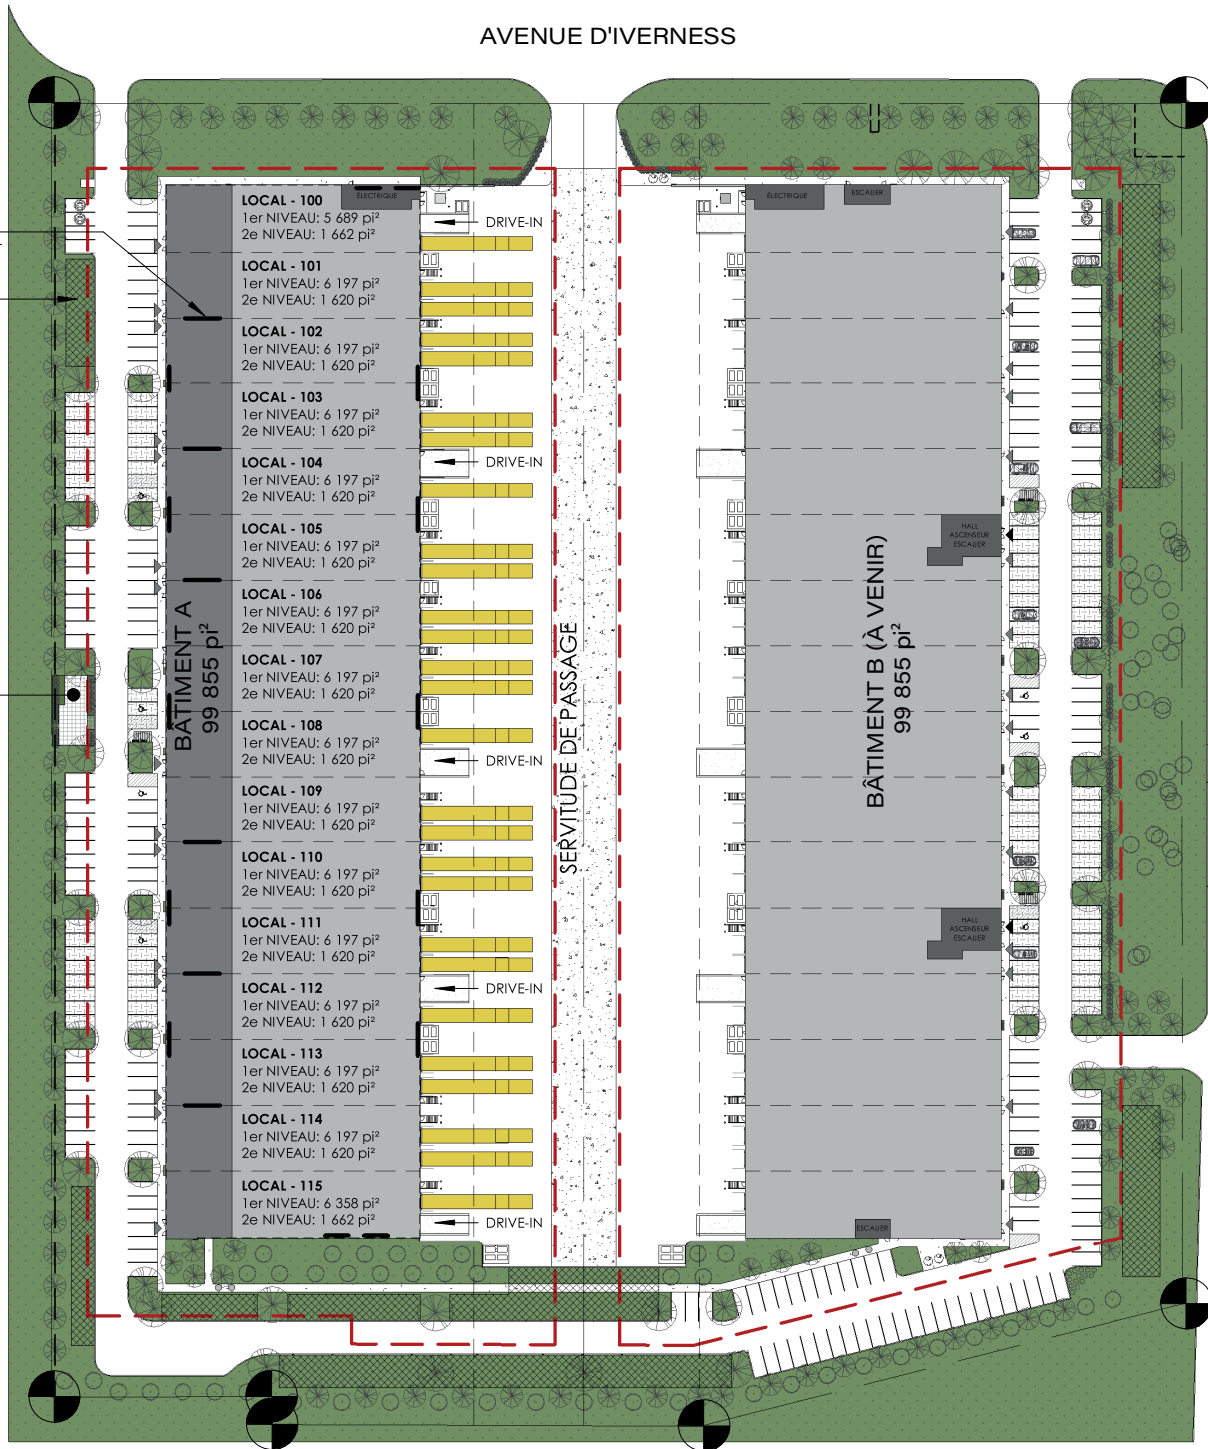 AVENUE D'IVERNESS
ÉLECTRIQUE
LOCAL - 100
1er NIVEAU: 5 689 pi²
2e NIVEAU: 1 662 pi²
DRIVE-IN
LOCAL - 101
1er NIVEAU: 6 197 pi²
2e NIVEAU: 1 620 pi²
LOCAL - 102
1er NIVEAU: 6 197 pi²
2e NIVEAU: 1 620 pi²
LOCAL - 103
1er NIVEAU: 6 197 pi²
2e NIVEAU: 1 620 pi²
LOCAL - 104
1er NIVEAU: 6 197 pi²
2e NIVEAU: 1 620 pi²
DRIVE-IN
LOCAL - 105
1er NIVEAU: 6 197 pi²
2e NIVEAU: 1 620 pi²
LOCAL - 106
1er NIVEAU: 6 197 pi²
2e NIVEAU: 1 620 pi²
LOCAL - 107
1er NIVEAU: 6 197 pi²
2e NIVEAU: 1 620 pi²
LOCAL - 108
1er NIVEAU: 6 197 pi²
2e NIVEAU: 1 620 pi²
DRIVE-IN
LOCAL - 109
1er NIVEAU: 6 197 pi²
2e NIVEAU: 1 620 pi²
LOCAL - 110
1er NIVEAU: 6 197 pi²
2e NIVEAU: 1 620 pi²
LOCAL - 111
1er NIVEAU: 6 197 pi²
2e NIVEAU: 1 620 pi²
LOCAL - 112
1er NIVEAU: 6 197 pi²
2e NIVEAU: 1 620 pi²
DRIVE-IN
LOCAL - 113
1er NIVEAU: 6 197 pi²
2e NIVEAU: 1 620 pi²
LOCAL - 114
1er NIVEAU: 6 197 pi²
2e NIVEAU: 1 620 pi²
LOCAL - 115
1er NIVEAU: 6 358 pi²
2e NIVEAU: 1 662 pi²
DRIVE-IN
BÂTIMENT A
99 855 pi²
SERVITUDE DE PASSAGE
ÉLECTRIQUE
ESCALIER
HALL
ASCENSEUR
ESCALIER
BÂTIMENT B (À VENIR)
99 855 pi²
HALL
ASCENSEUR
ESCALIER
ESCALIER